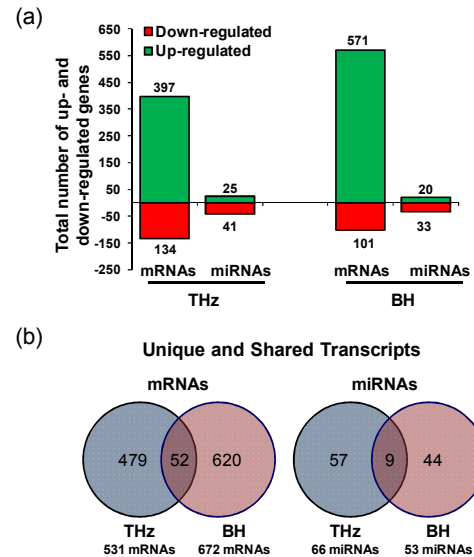 (a)
Total number of up- and
down-regulated genes
650
550
450
350
250
150
50
-50
-150
-250
Down-regulated
Up-regulated
397
25
571
20
134
41
101
33
mRNAs miRNAs mRNAs miRNAs
THz BH
(b)
Unique and Shared Transcripts
mRNAs miRNAs
479 52 620 57 9 44
THz BH THz BH
531 mRNAs 672 mRNAs 66 miRNAs 53 miRNAs